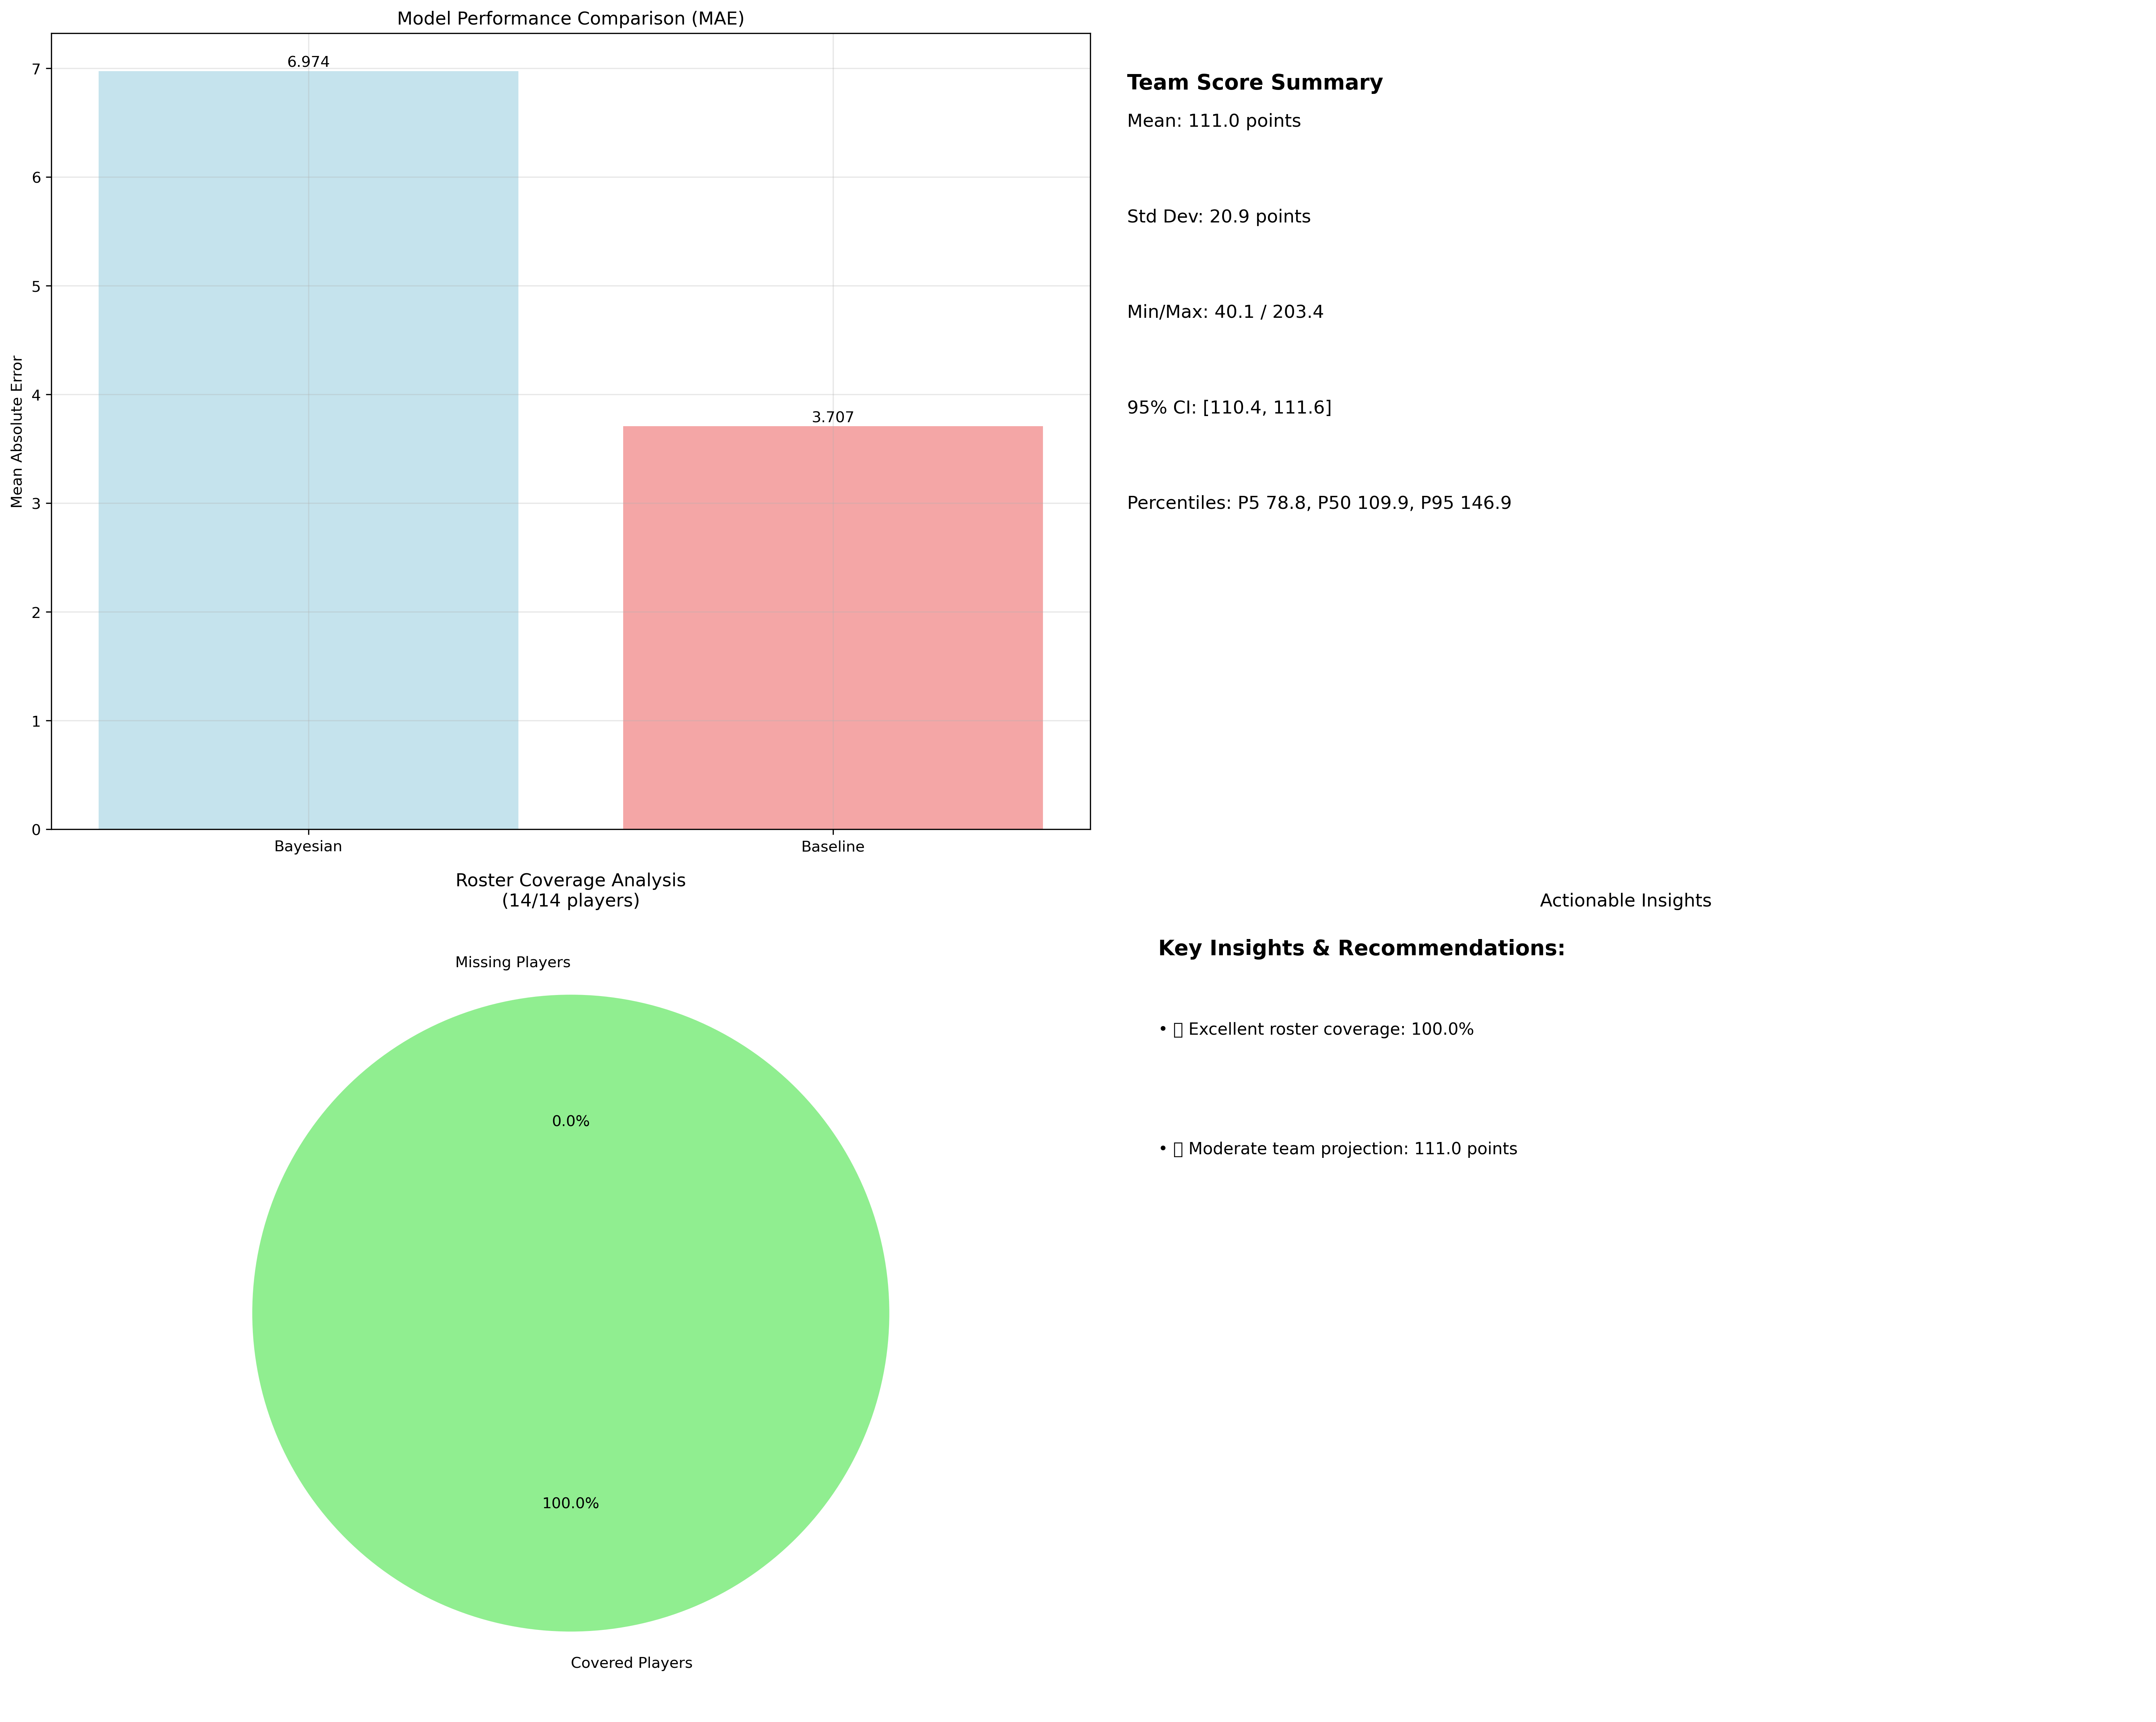 Model Performance Comparison (MAE)
Mean Absolute Error
7
6
5
4
3
2
1
0
6.974
3.707
Bayesian
Baseline
Team Score Summary
Mean: 111.0 points
Std Dev: 20.9 points
Min/Max: 40.1 / 203.4
95% CI: [110.4, 111.6]
Percentiles: P5 78.8, P50 109.9, P95 146.9
Roster Coverage Analysis
(14/14 players)
Missing Players
0.0%
100.0%
Covered Players
Actionable Insights
Key Insights & Recommendations:
• ▯ Excellent roster coverage: 100.0%
• ▯ Moderate team projection: 111.0 points